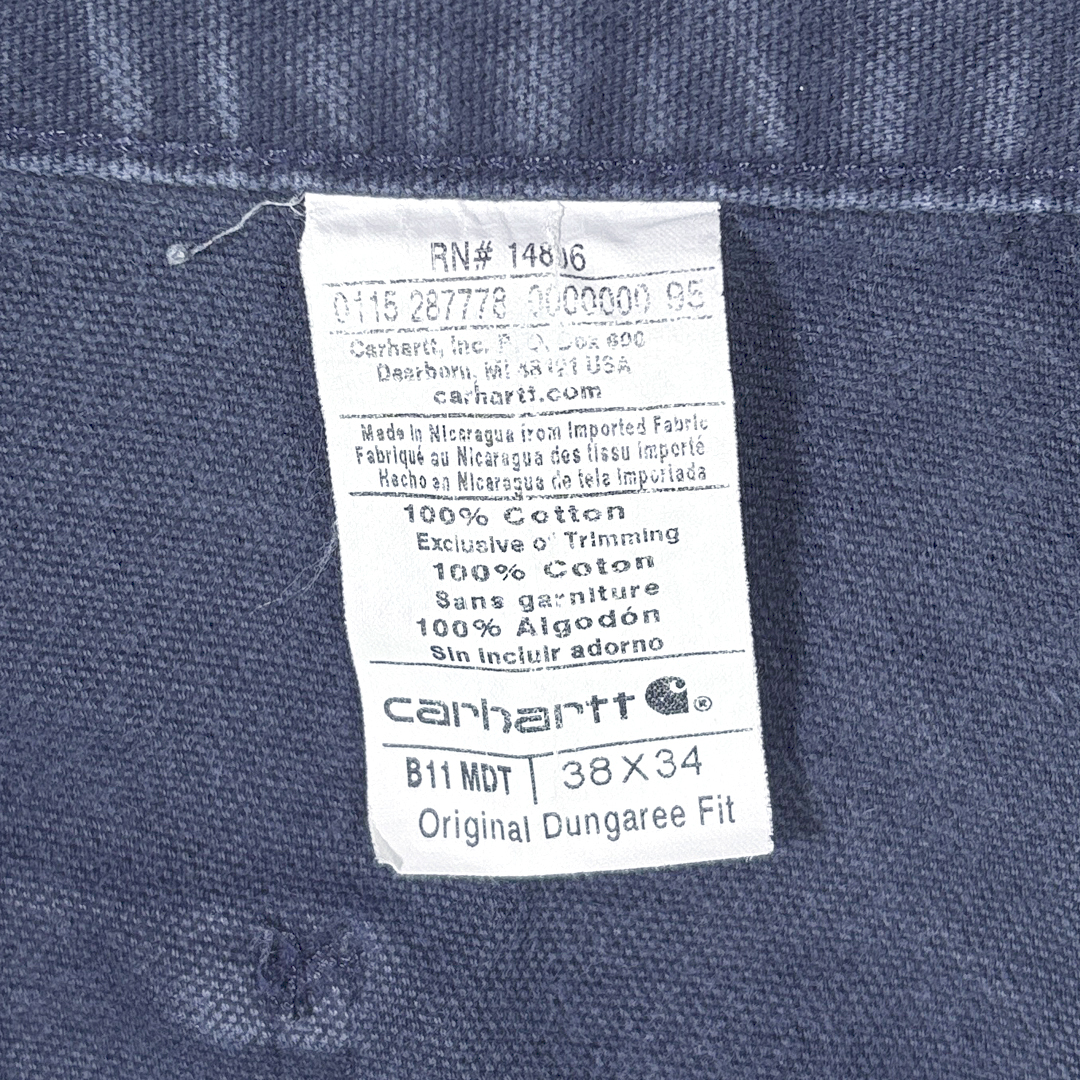 RN# 14806
0115 287778 0000000 95
Carhartt, Inc. P. O. Box 600
Dearborn, MI 48121 USA
carhartt.com
Made in Nicaragua from Imported Fabric
Fabriqué au Nicaragua des tissu importé
Hecho en Nicaragua de tela Importada
100% Cotton
Exclusive of Trimming
100% Coton
Sans garniture
100% Algodón
Sin incluir adorno
carhartt ®
B11 MDT | 38 X 34
Original Dungaree Fit